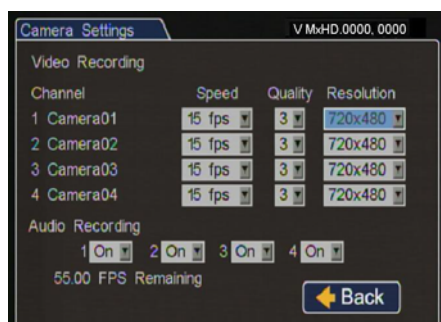 Camera Settings V MxHD.0000, 0000
Video Recording
Channel Speed Quality Resolution
1 Camera01 15 fps 3 720x480
2 Camera02 15 fps 3 720x480
3 Camera03 15 fps 3 720x480
4 Camera04 15 fps 3 720x480
Audio Recording
1 On 2 On 3 On 4 On
55.00 FPS Remaining
Back